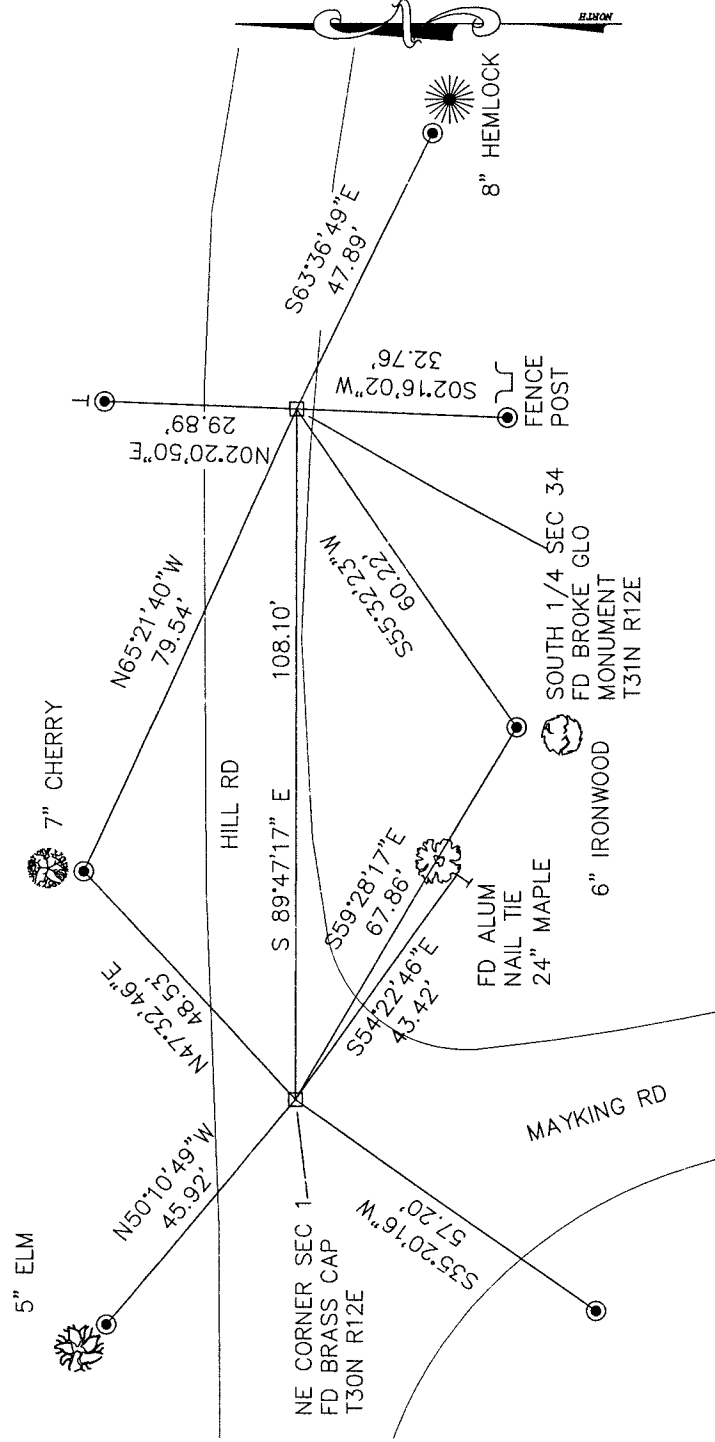 5" ELM
N50°10'49"W
45.92'
NE CORNER SEC 1
FD BRASS CAP
T30N R12E
S35°20'16"W
57.20'
7" CHERRY
N47°32'46"E
48.53'
N65°21'40"W
79.54'
HILL RD
S 89°47'17" E 108.10'
S59°28'17"E
67.86'
S54°22'46"E
43.42'
FD ALUM
NAIL TIE
24" MAPLE
MAYKING RD
6" IRONWOOD
S55°32'23"W
60.22'
SOUTH 1/4 SEC 34
FD BROKE GLO
MONUMENT
T31N R12E
N02°20'50"E
29.89'
S02°16'02"W
32.76'
FENCE
POST
S63°36'49"E
47.89'
8" HEMLOCK
NORTH